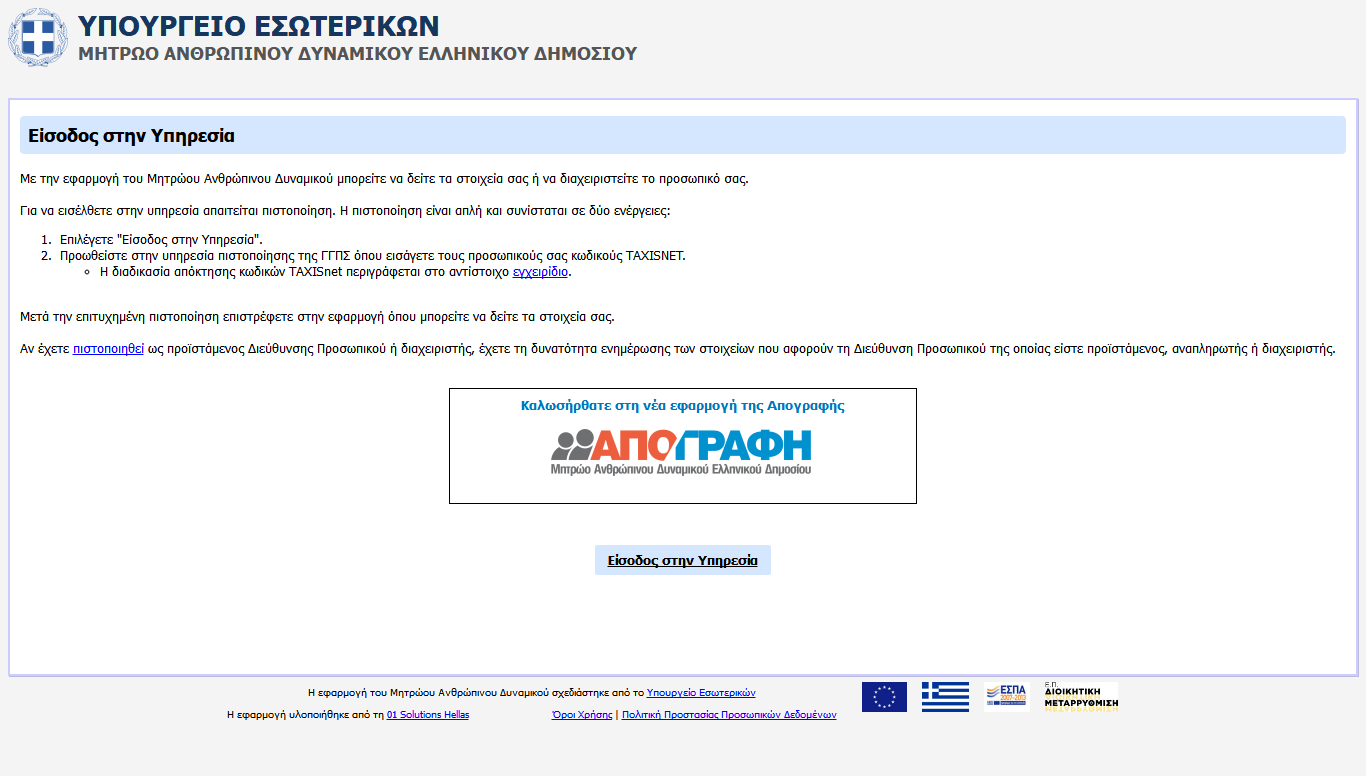 ΥΠΟΥΡΓΕΙΟ ΕΣΩΤΕΡΙΚΩΝ
ΜΗΤΡΩΟ ΑΝΘΡΩΠΙΝΟΥ ΔΥΝΑΜΙΚΟΥ ΕΛΛΗΝΙΚΟΥ ΔΗΜΟΣΙΟΥ
Είσοδος στην Υπηρεσία
Με την εφαρμογή του Μητρώου Ανθρώπινου Δυναμικού μπορείτε να δείτε τα στοιχεία σας ή να διαχειριστείτε το προσωπικό σας.
Για να εισέλθετε στην υπηρεσία απαιτείται πιστοποίηση. Η πιστοποίηση είναι απλή και συνίσταται σε δύο ενέργειες:
1. Επιλέγετε "Είσοδος στην Υπηρεσία".
2. Προωθείστε στην υπηρεσία πιστοποίησης της ΓΓΠΣ όπου εισάγετε τους προσωπικούς σας κωδικούς TAXISNET.
Η διαδικασία απόκτησης κωδικών TAXISnet περιγράφεται στο αντίστοιχο εγχειρίδιο.
Μετά την επιτυχημένη πιστοποίηση επιστρέφετε στην εφαρμογή όπου μπορείτε να δείτε τα στοιχεία σας.
Αν έχετε πιστοποιηθεί ως προϊστάμενος Διεύθυνσης Προσωπικού ή διαχειριστής, έχετε τη δυνατότητα ενημέρωσης των στοιχείων που αφορούν τη Διεύθυνση Προσωπικού της οποίας είστε προϊστάμενος, αναπληρωτής ή διαχειριστής.
Καλωσήρθατε στη νέα εφαρμογή της Απογραφής
ΑΠΟΓΡΑΦΗ
Μητρώο Ανθρώπινου Δυναμικού Ελληνικού Δημοσίου
Είσοδος στην Υπηρεσία
Η εφαρμογή του Μητρώου Ανθρώπινου Δυναμικού σχεδιάστηκε από το Υπουργείο Εσωτερικών
Η εφαρμογή υλοποιήθηκε από τη 01 Solutions Hellas
Όροι Χρήσης | Πολιτική Προστασίας Προσωπικών Δεδομένων
ΕΣΠΑ
2007-2013
Ε.Π.
ΔΙΟΙΚΗΤΙΚΗ
ΜΕΤΑΡΡΥΘΜΙΣΗ